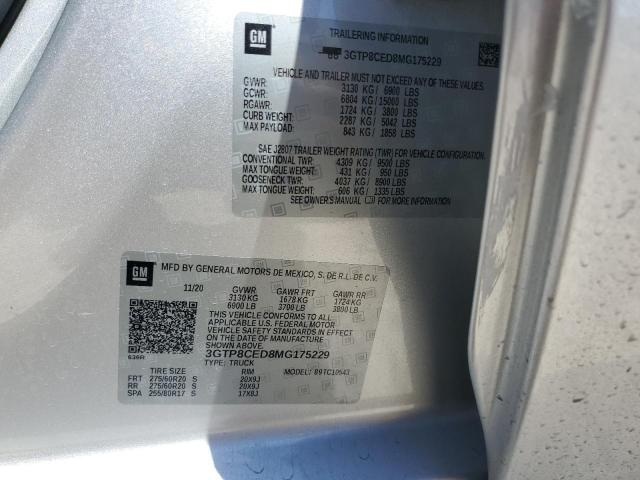 GM
TRAILERING INFORMATION
3GTP8CED8MG175229
VEHICLE AND TRAILER MUST NOT EXCEED ANY OF THESE VALUES.
GVWR: 3130 KG/ 6900 LBS
GCWR: 6804 KG/ 15000 LBS
RGAWR: 1724 KG/ 3800 LBS
CURB WEIGHT: 2287 KG/ 5042 LBS
MAX PAYLOAD: 843 KG/ 1858 LBS
SAE J2807 TRAILER WEIGHT RATING (TWR) FOR VEHICLE CONFIGURATION.
CONVENTIONAL TWR: 4309 KG/ 9500 LBS
MAX TONGUE WEIGHT: 431 KG/ 950 LBS
GOOSENECK TWR: 4037 KG/ 8900 LBS
MAX TONGUE WEIGHT: 606 KG/ 1335 LBS
SEE OWNER'S MANUAL FOR MORE INFORMATION
GM
MFD BY GENERAL MOTORS DE MEXICO, S. DE R.L. DE C.V.
11/20 GVWR GAWR FRT GAWR RR
3130 KG 1678 KG 1724 KG
6900 LB 3700 LB 3800 LB
THIS VEHICLE CONFORMS TO ALL
APPLICABLE U.S. FEDERAL MOTOR
VEHICLE SAFETY STANDARDS IN EFFECT
ON THE DATE OF MANUFACTURE
SHOWN ABOVE.
3GTP8CED8MG175229
TYPE: TRUCK
TIRE SIZE RIM MODEL:
FRT 275/60R20 S 20X9J
RR 275/60R20 S 20X9J
SPA 255/80R17 S 17X8J